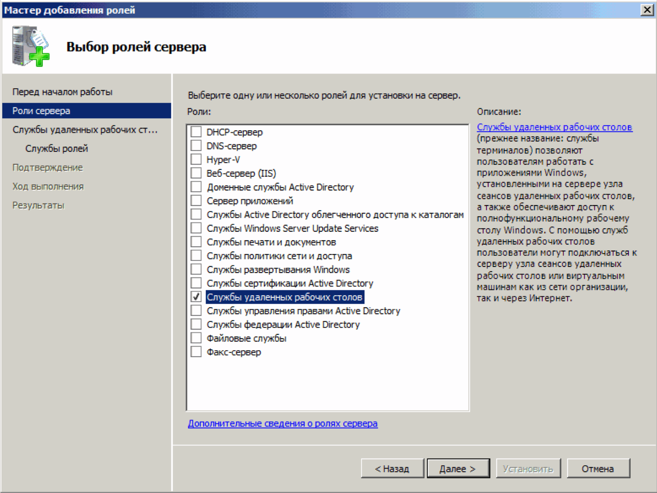 Мастер добавления ролей
Выбор ролей сервера
Перед началом работы
Роли сервера
Службы удаленных рабочих ст...
Службы ролей
Подтверждение
Ход выполнения
Результаты
Выберите одну или несколько ролей для установки на сервер.
Роли:
DHCP-сервер
DNS-сервер
Hyper-V
Веб-сервер (IIS)
Доменные службы Active Directory
Сервер приложений
Службы Active Directory облегченного доступа к каталогам
Службы Windows Server Update Services
Службы печати и документов
Службы политики сети и доступа
Службы развертывания Windows
Службы сертификации Active Directory
Службы удаленных рабочих столов
Службы управления правами Active Directory
Службы федерации Active Directory
Файловые службы
Факс-сервер
Дополнительные сведения о ролях сервера
Описание:
Службы удаленных рабочих столов
(прежнее название: службы
терминалов) позволяют
пользователям работать с
приложениями Windows,
установленными на сервере узла
сеансов удаленных рабочих столов,
а также обеспечивают доступ к
полнофункциональному рабочему
столу Windows. С помощью служб
удаленных рабочих столов
пользователи могут подключаться к
серверу узла сеансов удаленных
рабочих столов или виртуальным
машинам как из сети организации,
так и через Интернет.
< Назад
Далее >
Установить
Отмена